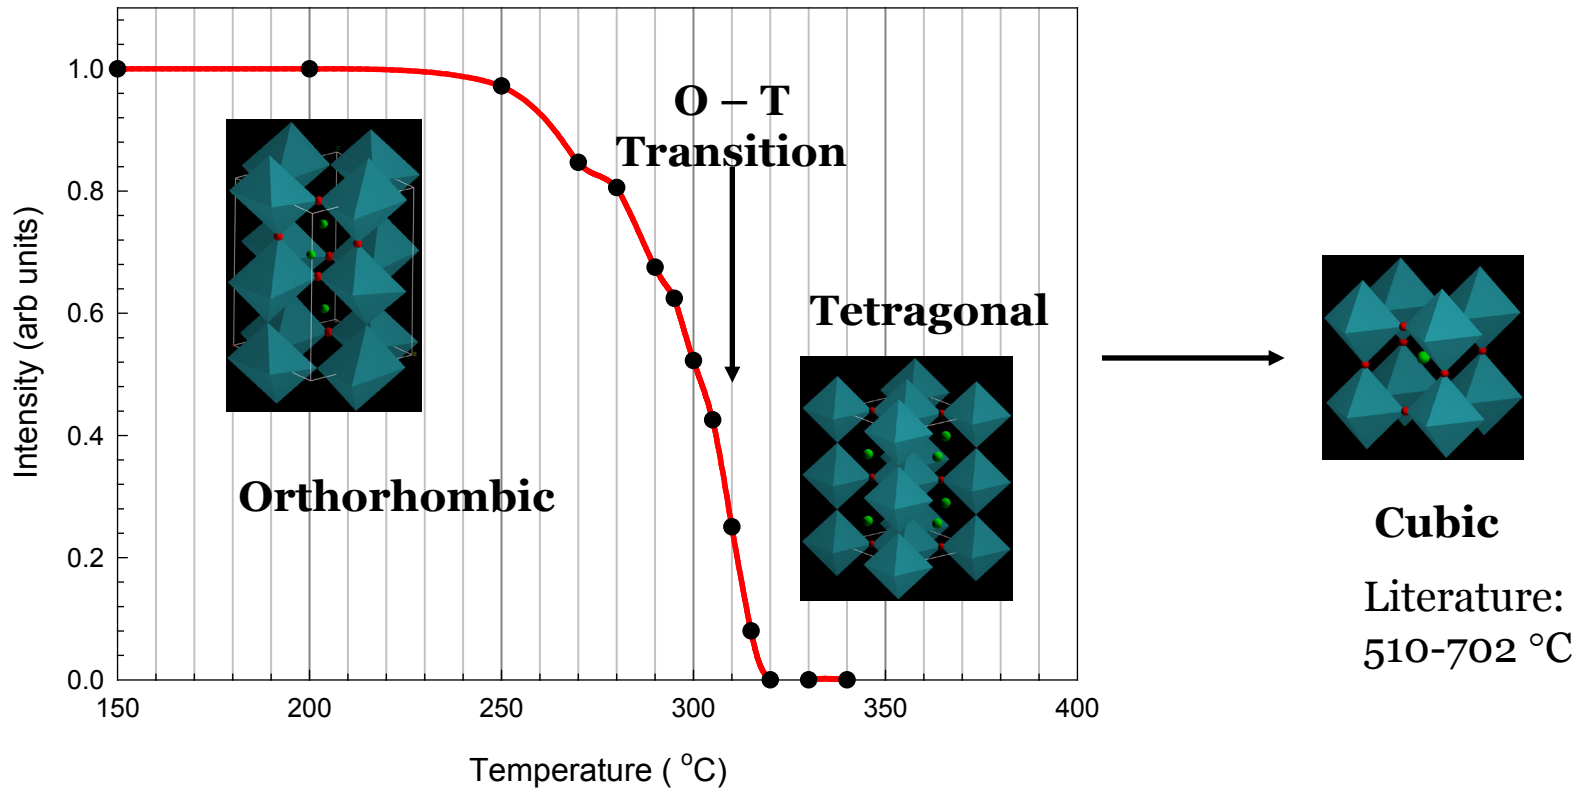 Intensity (arb units)
1.0
0.8
0.6
0.4
0.2
0.0
150
200
250
300
350
400
Temperature ( °C)
O – T
Transition
Orthorhombic
Tetragonal
Cubic
Literature:
510-702 °C